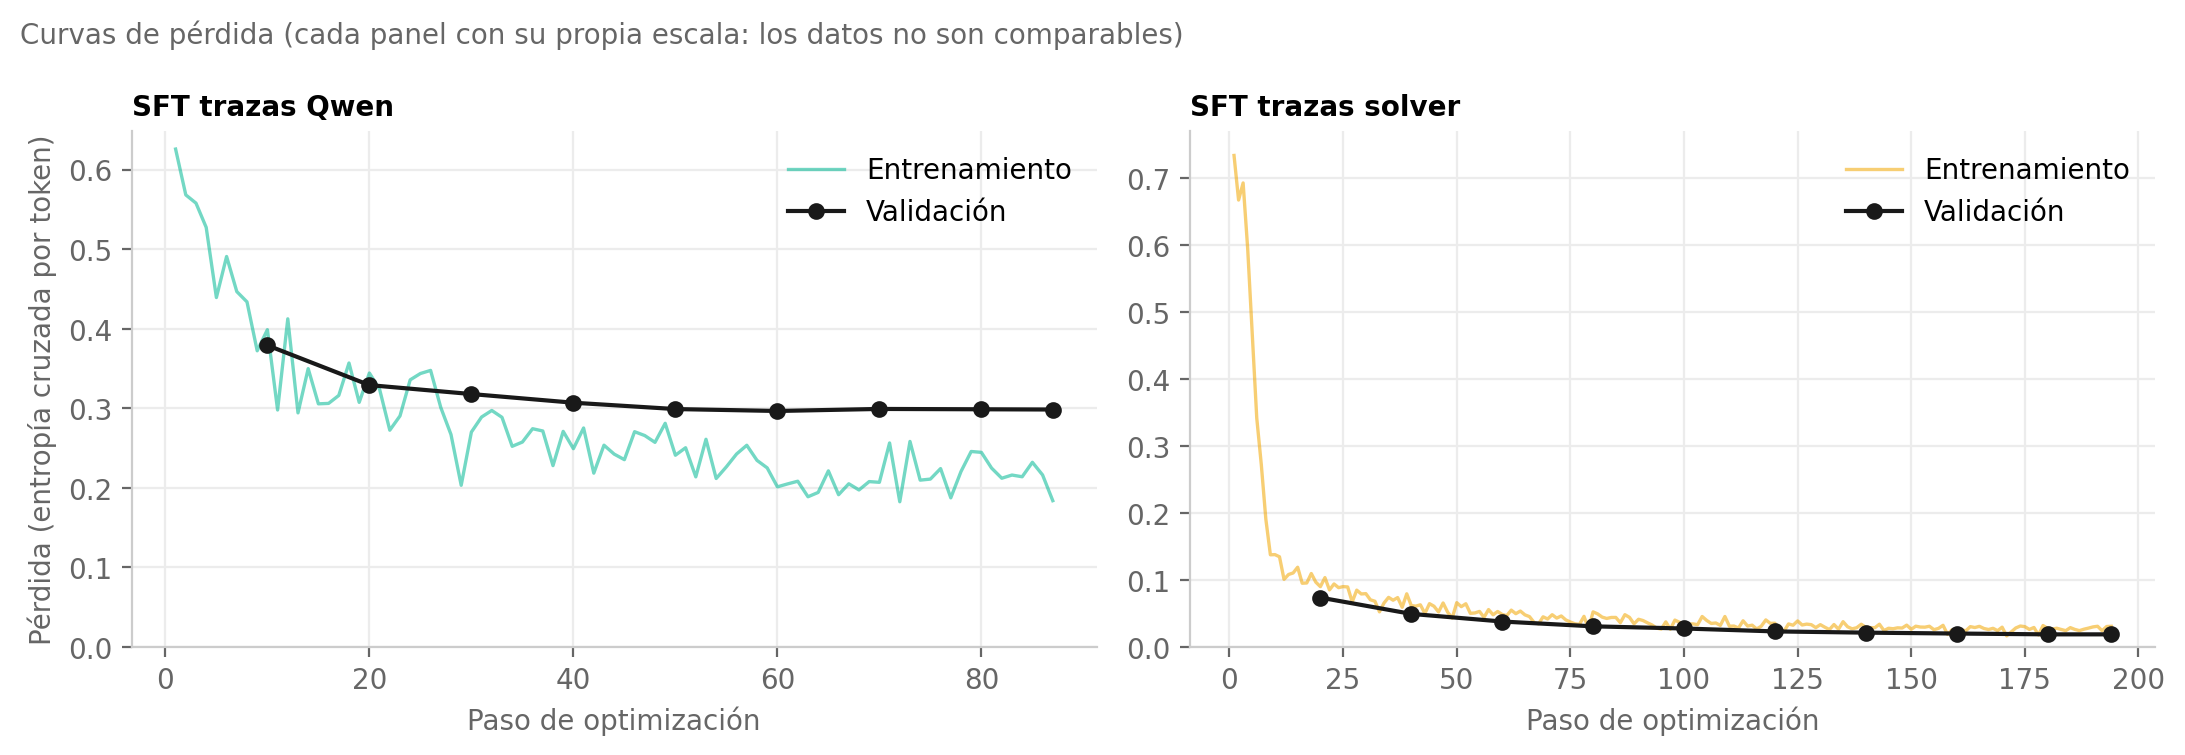 Curvas de pérdida (cada panel con su propia escala: los datos no son comparables)
SFT trazas Qwen
Pérdida (entropía cruzada por token)
0.6
0.5
0.4
0.3
0.2
0.1
0.0
Entrenamiento
Validación
0 20 40 60 80
Paso de optimización
SFT trazas solver
0.7
0.6
0.5
0.4
0.3
0.2
0.1
0.0
Entrenamiento
Validación
0 25 50 75 100 125 150 175 200
Paso de optimización